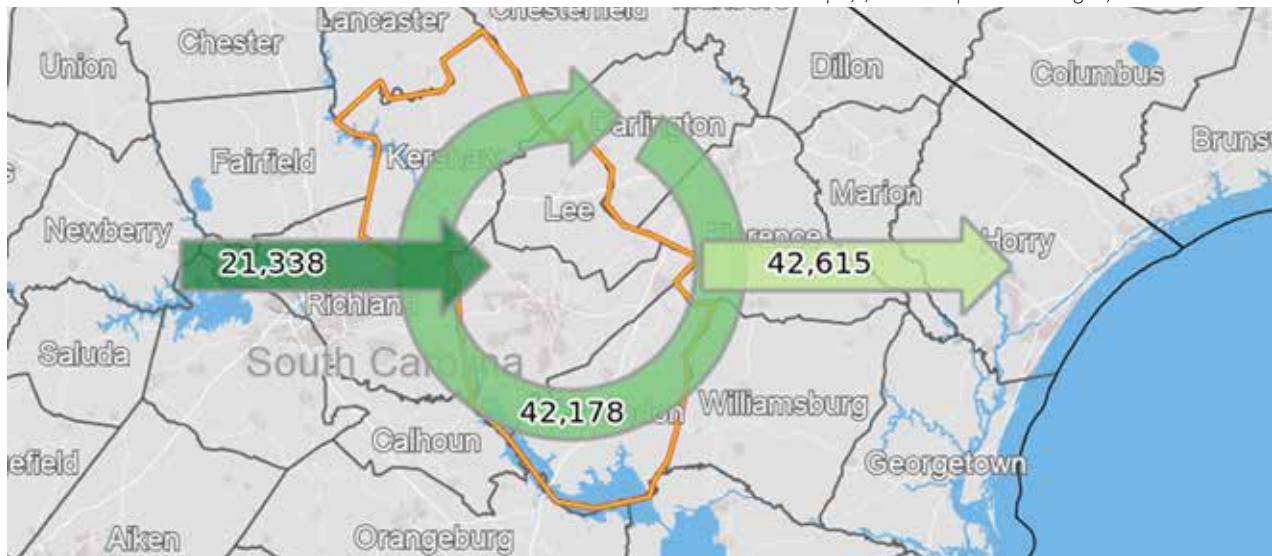 Lancaster
Chesterfield
Chester
Union
Dillon
Columbus
Darlington
Fairfield
Kershaw
Brunsw
Newberry
Lee
Marion
Florence
Horry
21,338
42,615
Richland
Saluda
South Carolina
42,178
Williamsburg
Calhoun
Georgetown
efield
Aiken
Orangeburg